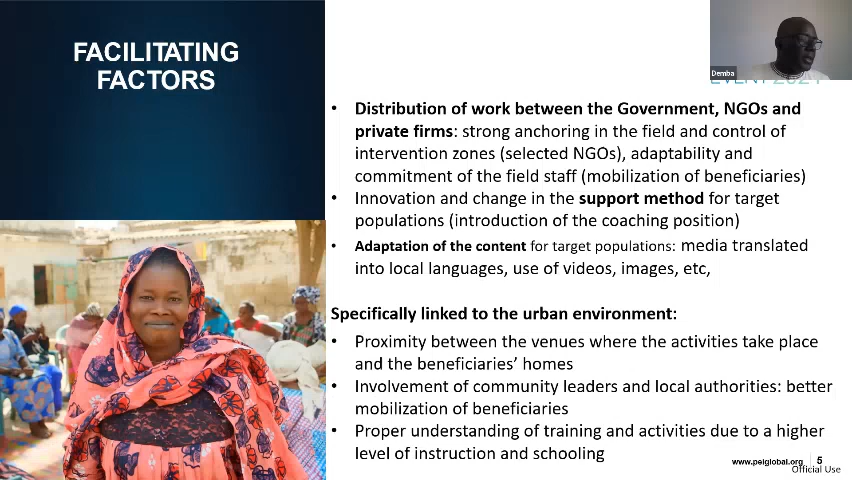 FACILITATING
FACTORS
Demba
• Distribution of work between the Government, NGOs and
private firms: strong anchoring in the field and control of
intervention zones (selected NGOs), adaptability and
commitment of the field staff (mobilization of beneficiaries)
• Innovation and change in the support method for target
populations (introduction of the coaching position)
• Adaptation of the content for target populations: media translated
into local languages, use of videos, images, etc,
Specifically linked to the urban environment:
• Proximity between the venues where the activities take place
and the beneficiaries’ homes
• Involvement of community leaders and local authorities: better
mobilization of beneficiaries
• Proper understanding of training and activities due to a higher
level of instruction and schooling
www.peiglobal.org 5
Official Use